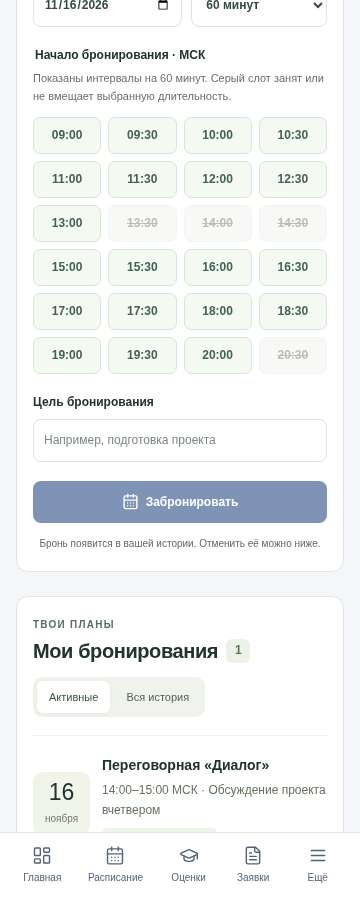 11/16/2026 60 минут
Начало бронирования · МСК
Показаны интервалы на 60 минут. Серый слот занят или
не вмещает выбранную длительность.
09:00 09:30 10:00 10:30
11:00 11:30 12:00 12:30
13:00 13:30 14:00 14:30
15:00 15:30 16:00 16:30
17:00 17:30 18:00 18:30
19:00 19:30 20:00 20:30
Цель бронирования
Например, подготовка проекта
Забронировать
Бронь появится в вашей истории. Отменить её можно ниже.
ТВОИ ПЛАНЫ
Мои бронирования 1
Активные Вся история
Переговорная «Диалог»
16
ноября
14:00–15:00 МСК · Обсуждение проекта
вчетвером
Главная Расписание Оценки Заявки Ещё